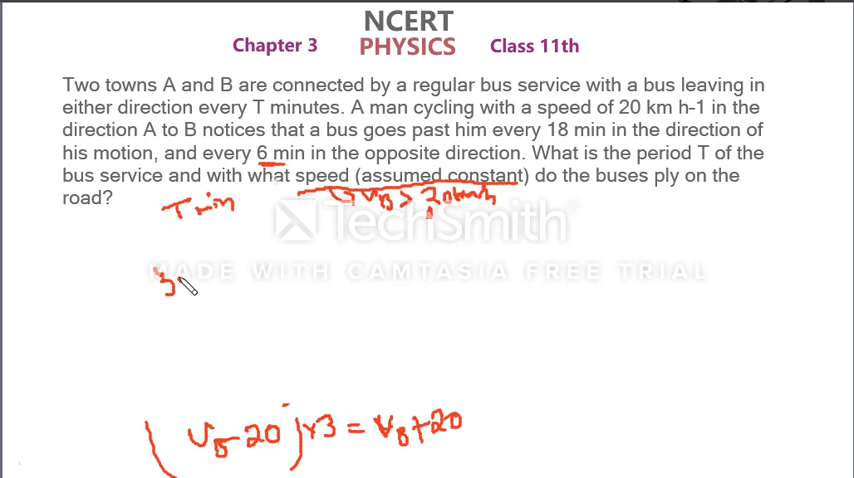 NCERT
Chapter 3 PHYSICS Class 11th
Two towns A and B are connected by a regular bus service with a bus leaving in
either direction every T minutes. A man cycling with a speed of 20 km h-1 in the
direction A to B notices that a bus goes past him every 18 min in the direction of
his motion, and every 6 min in the opposite direction. What is the period T of the
bus service and with what speed (assumed constant) do the buses ply on the
road?
T min VB > 20km/h
TechSmith
MADE WITH CAMTASIA FREE TRIAL
3
(VB-20)×3 = VB+20